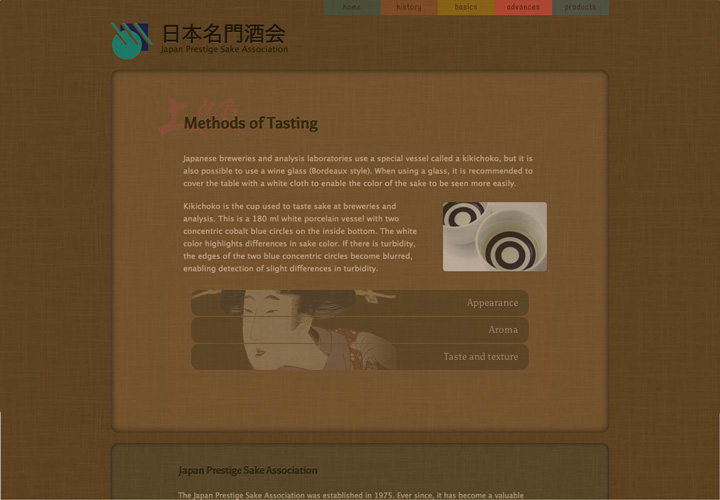 home history basics advances products
日本名門酒会
Japan Prestige Sake Association
上級
Methods of Tasting
Japanese breweries and analysis laboratories use a special vessel called a kikichoko, but it is
also possible to use a wine glass (Bordeaux style). When using a glass, it is recommended to
cover the table with a white cloth to enable the color of the sake to be seen more easily.
Kikichoko is the cup used to taste sake at breweries and
analysis. This is a 180 ml white porcelain vessel with two
concentric cobalt blue circles on the inside bottom. The white
color highlights differences in sake color. If there is turbidity,
the edges of the two blue concentric circles become blurred,
enabling detection of slight differences in turbidity.
Appearance
Aroma
Taste and texture
Japan Prestige Sake Association
The Japan Prestige Sake Association was established in 1975. Ever since, it has become a valuable